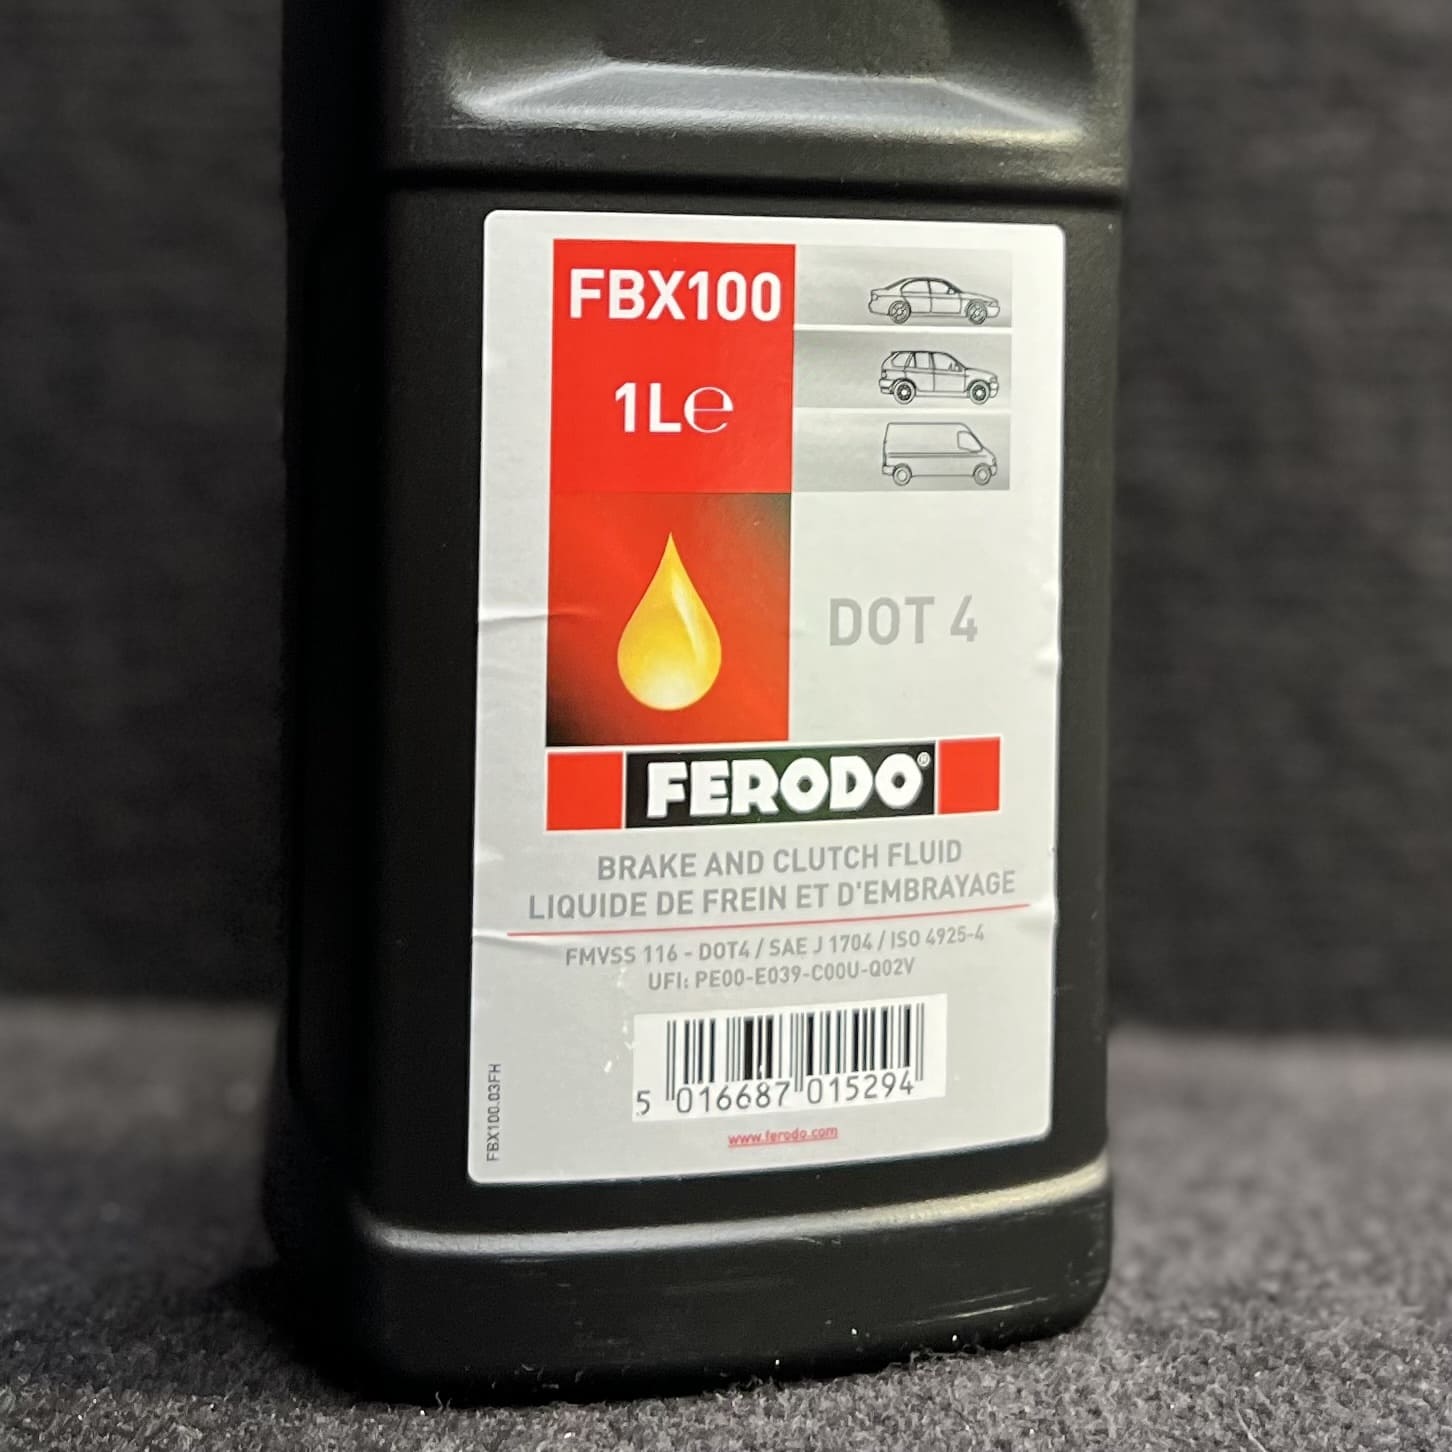 FBX100
1L℮
DOT 4
FERODO®
BRAKE AND CLUTCH FLUID
LIQUIDE DE FREIN ET D'EMBRAYAGE
FMVSS 116 - DOT4 / SAE J 1704 / ISO 4925-4
UFI: PE00-E039-C00U-Q02V
5 016687 015294
www.ferodo.com
FBX100.03FH